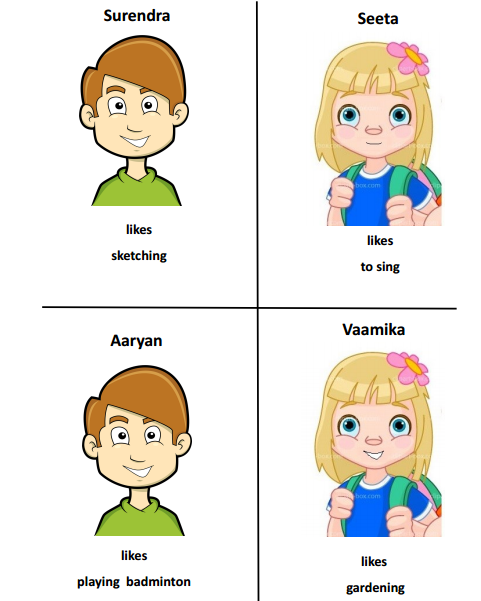 Surendra
likes
sketching
Seeta
likes
to sing
Aaryan
likes
playing badminton
Vaamika
likes
gardening